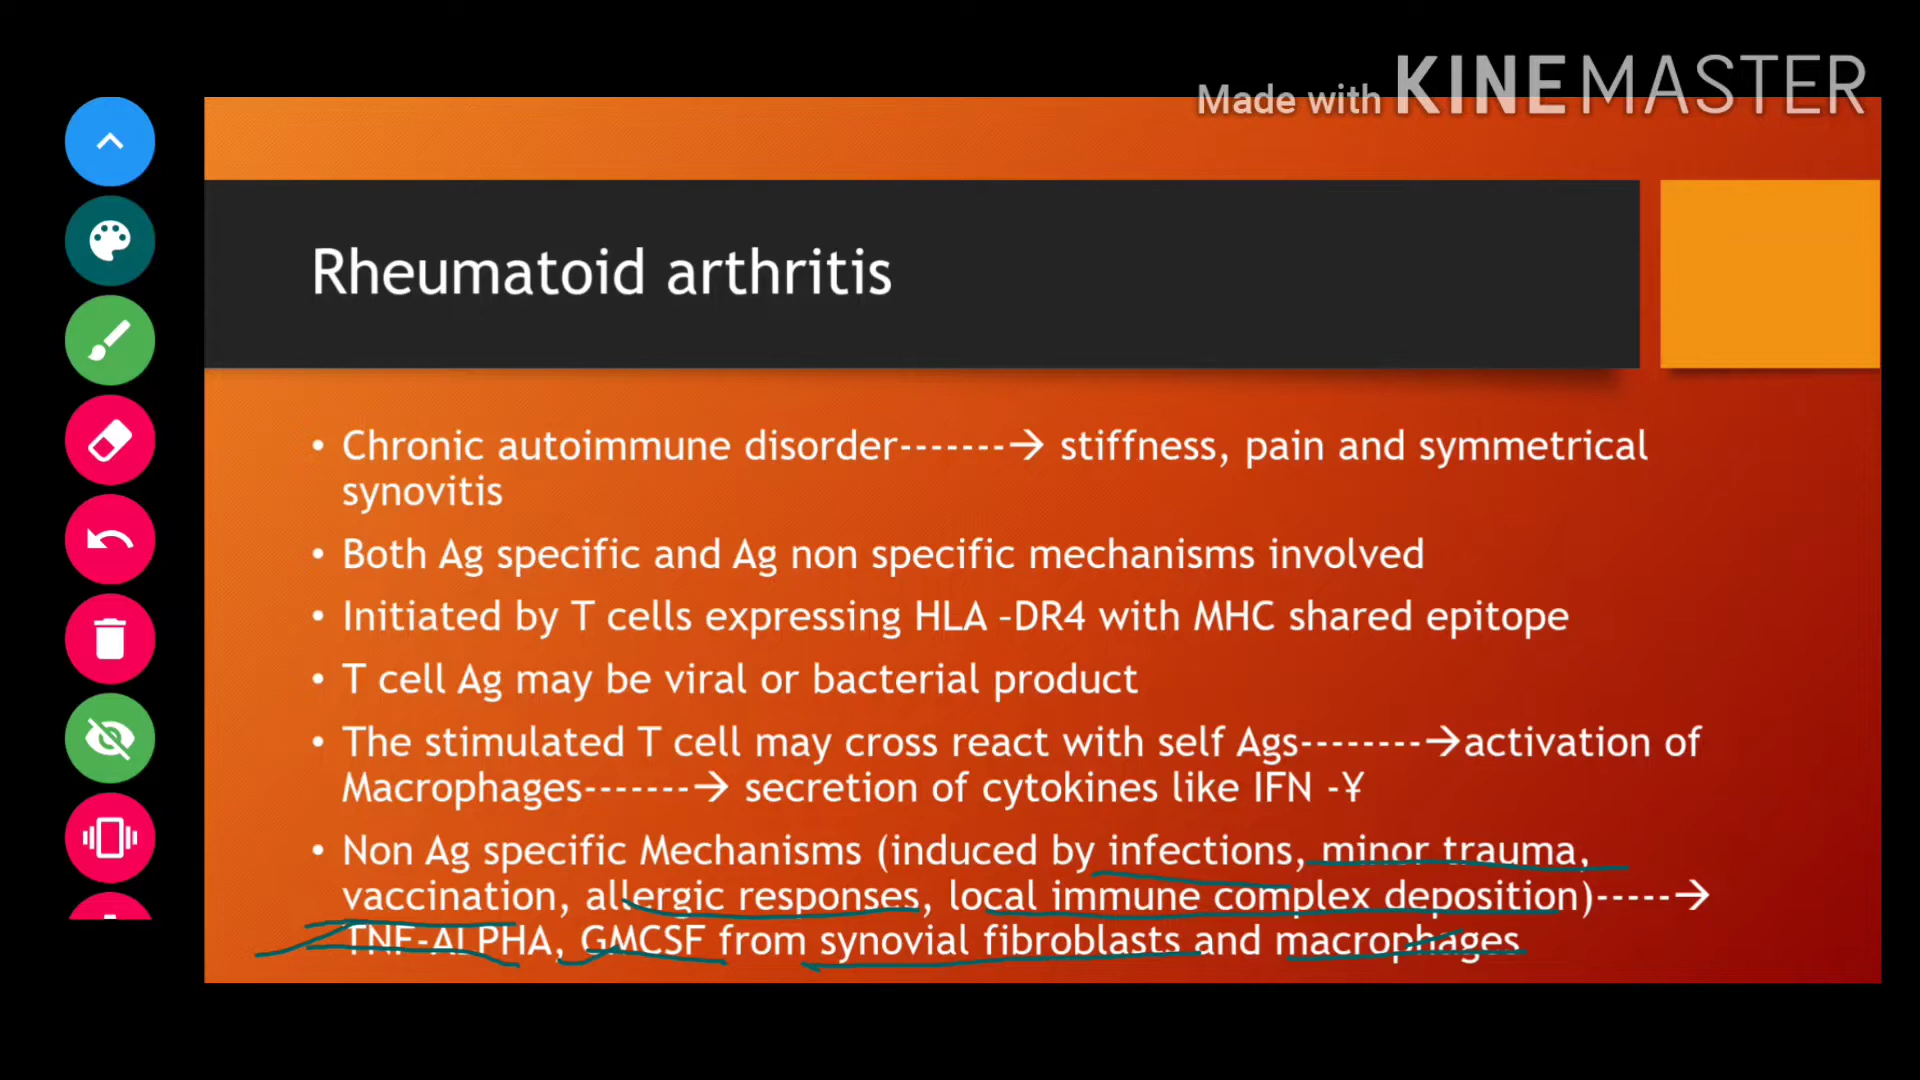 Made with KINEMASTER
Rheumatoid arthritis
• Chronic autoimmune disorder-------→ stiffness, pain and symmetrical
synovitis
• Both Ag specific and Ag non specific mechanisms involved
• Initiated by T cells expressing HLA –DR4 with MHC shared epitope
• T cell Ag may be viral or bacterial product
• The stimulated T cell may cross react with self Ags--------→activation of
Macrophages-------→ secretion of cytokines like IFN -¥
• Non Ag specific Mechanisms (induced by infections, minor trauma,
vaccination, allergic responses, local immune complex deposition)-----→
TNF-ALPHA, GMCSF from synovial fibroblasts and macrophages